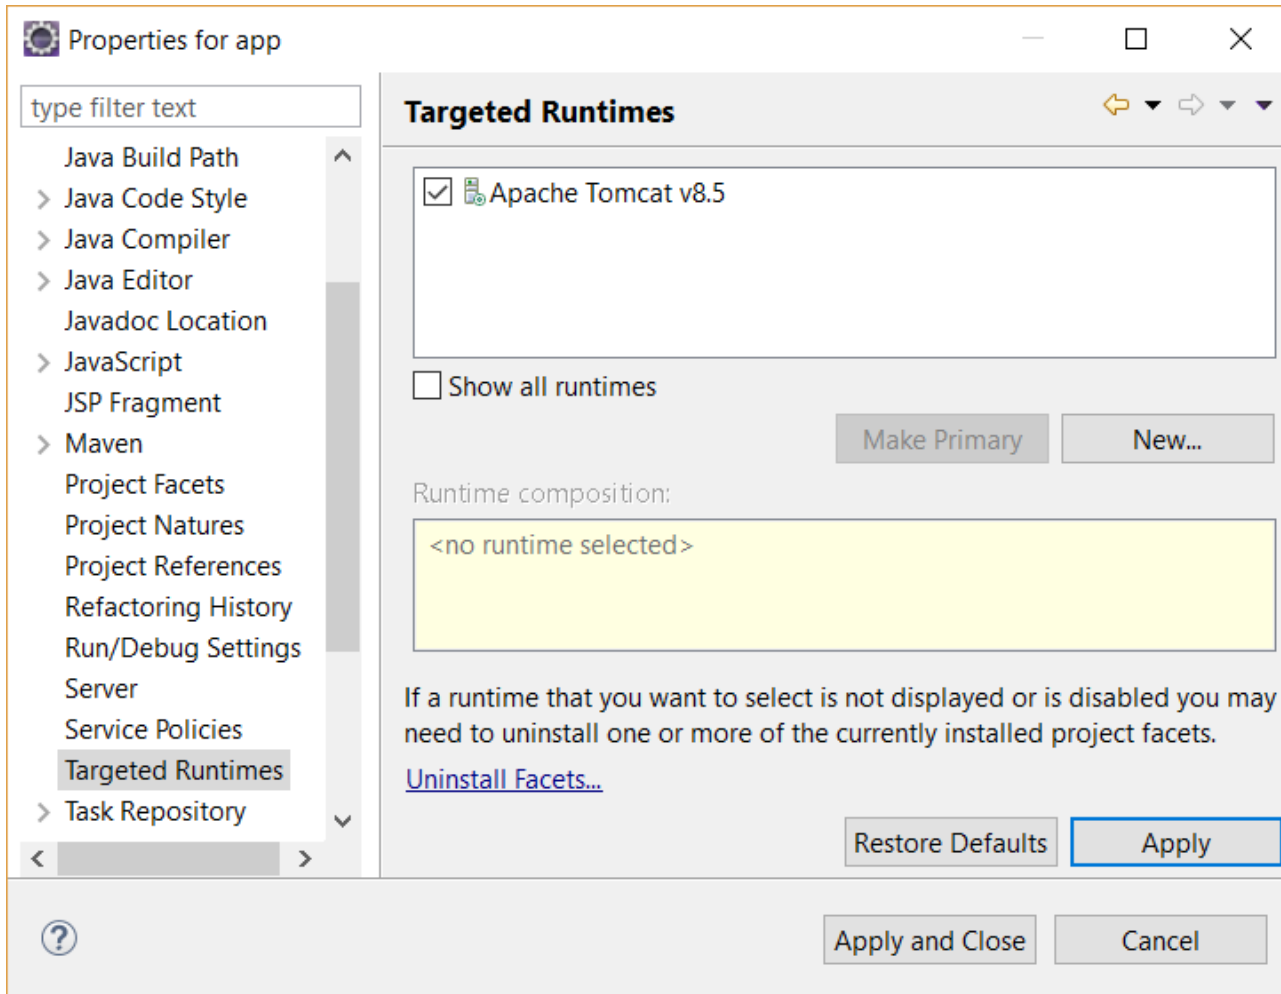 Properties for app
type filter text
Java Build Path
Java Code Style
Java Compiler
Java Editor
Javadoc Location
JavaScript
JSP Fragment
Maven
Project Facets
Project Natures
Project References
Refactoring History
Run/Debug Settings
Server
Service Policies
Targeted Runtimes
Task Repository
Targeted Runtimes
Apache Tomcat v8.5
Show all runtimes
Make Primary
New...
Runtime composition:
<no runtime selected>
If a runtime that you want to select is not displayed or is disabled you may
need to uninstall one or more of the currently installed project facets.
Uninstall Facets...
Restore Defaults
Apply
Apply and Close
Cancel